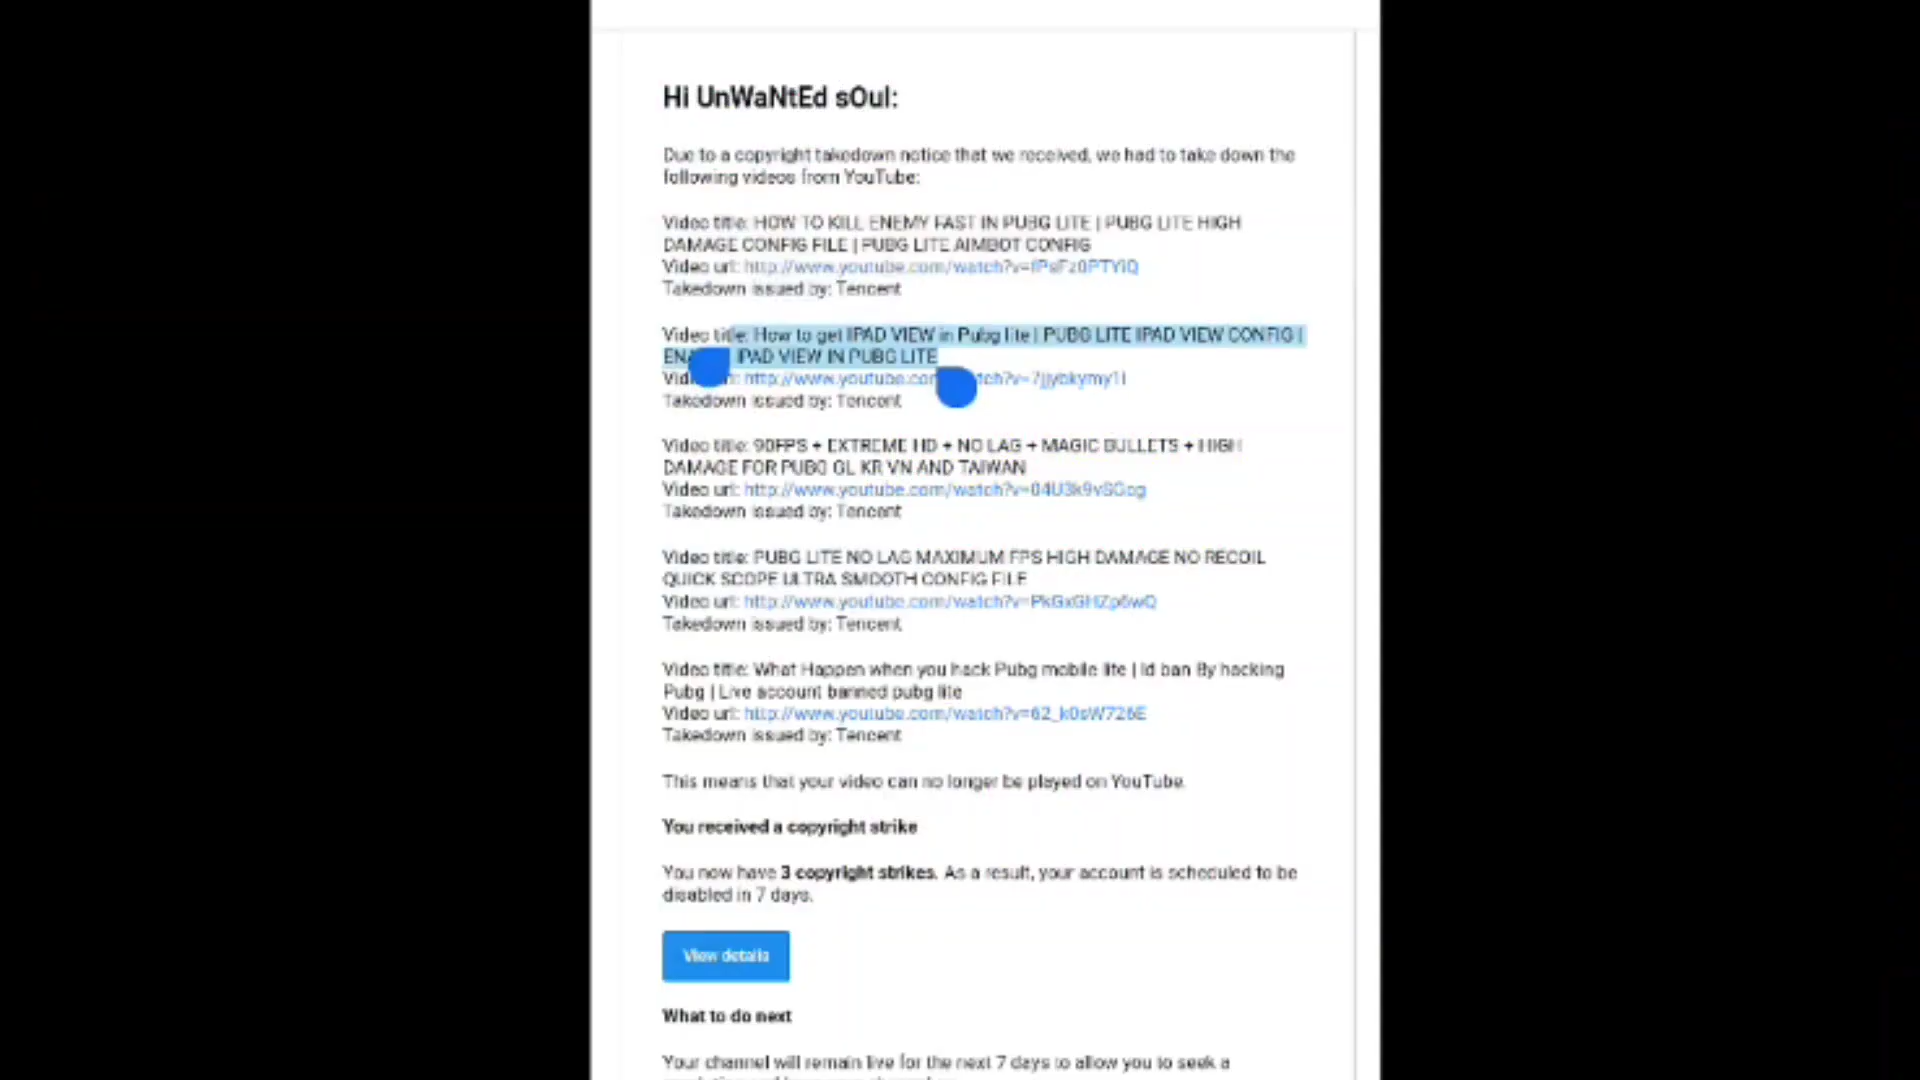 Hi UnWaNtEd sOul:
Due to a copyright takedown notice that we received, we had to take down the
following videos from YouTube:
Video title: HOW TO KILL ENEMY FAST IN PUBG LITE | PUBG LITE HIGH
DAMAGE CONFIG FILE | PUBG LITE AIMBOT CONFIG
Video url:
Takedown issued by: Tencent
Video title: How to get IPAD VIEW in Pubg lite | PUBG LITE IPAD VIEW CONFIG |
IPAD VIEW IN PUBG LITE
Takedown issued by: Tencent
Video title: 90FPS + EXTREME HD + NO LAG + MAGIC BULLETS + HIGH
DAMAGE FOR PUBG GL KR VN AND TAIWAN
Video url:
Takedown issued by: Tencent
Video title: PUBG LITE NO LAG MAXIMUM FPS HIGH DAMAGE NO RECOIL
QUICK SCOPE ULTRA SMOOTH CONFIG FILE
Video url:
Takedown issued by: Tencent
Video title: What Happen when you hack Pubg mobile lite | Id ban By hacking
Pubg | Live account banned pubg lite
Video url:
Takedown issued by: Tencent
This means that your video can no longer be played on YouTube.
You received a copyright strike
You now have 3 copyright strikes. As a result, your account is scheduled to be
disabled in 7 days.
View details
What to do next
Your channel will remain live for the next 7 days to allow you to seek a